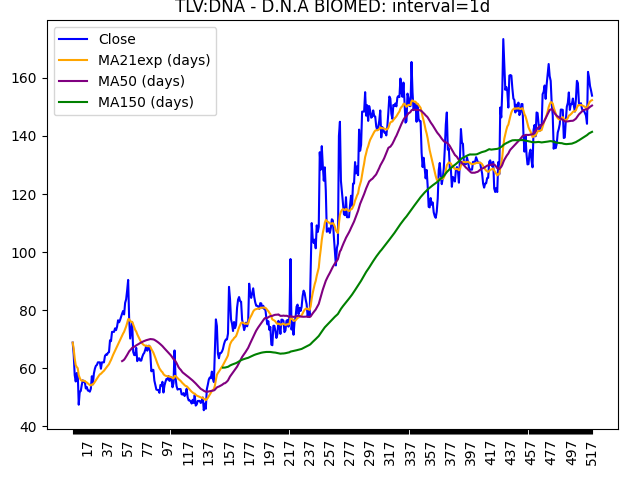 TLV:DNA - D.N.A BIOMED: interval=1d
Close
MA21exp (days)
MA50 (days)
MA150 (days)
160
140
120
100
80
60
40
17 37 57 77 97 117 137 157 177 197 217 237 257 277 297 317 337 357 377 397 417 437 457 477 497 517